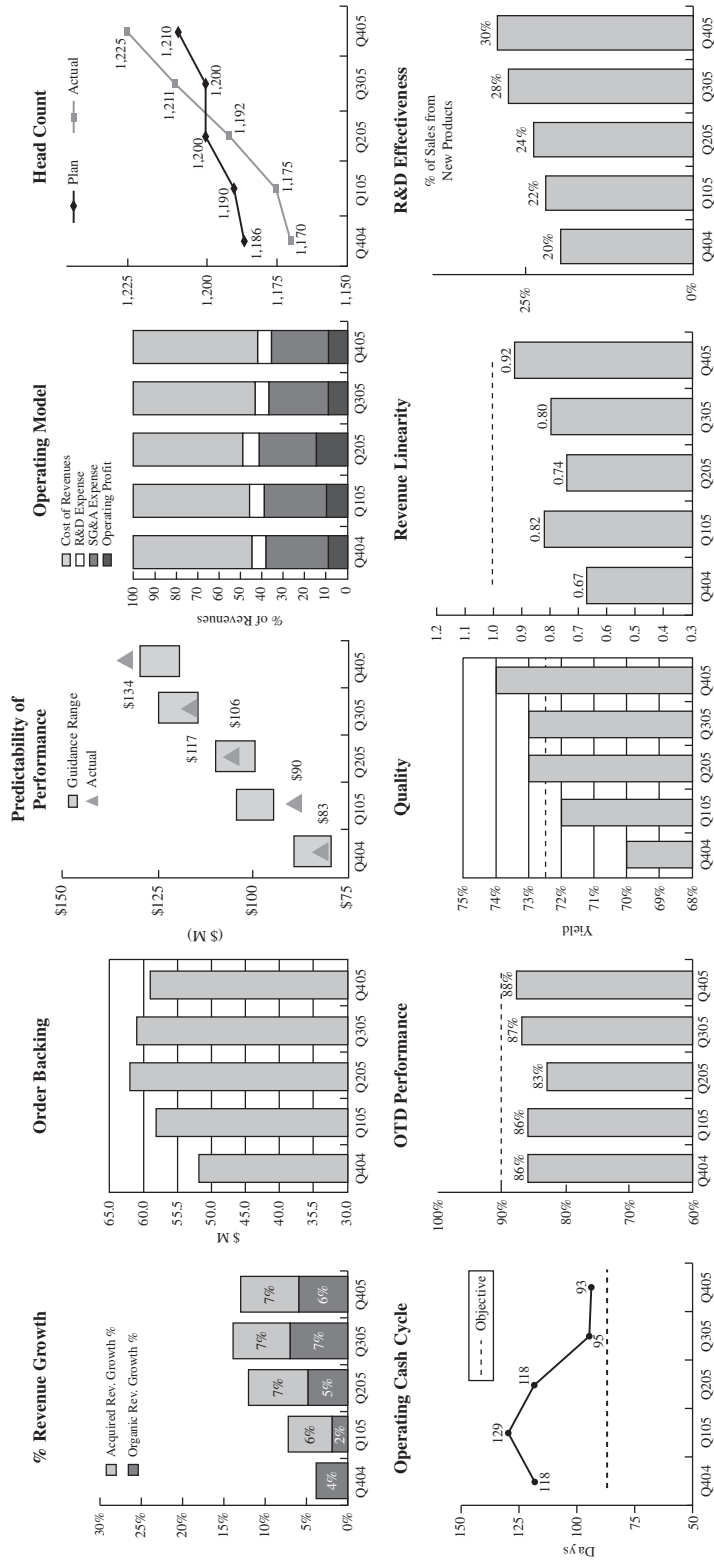 % Revenue Growth
Acquired Rev. Growth %
Organic Rev. Growth %
30%
25%
20%
15%
10%
5%
0%
4%
6%
2%
7%
5%
7%
7%
7%
6%
Q404
Q105
Q205
Q305
Q405
Order Backing
65.0
60.0
55.5
50.0
45.5
40.0
35.5
30.0
$ M
Q404
Q105
Q205
Q305
Q405
Predictability of
Performance
Guidance Range
Actual
$150
$125
$100
$75
($ M)
$83
$90
$106
$117
$134
Q404
Q105
Q205
Q305
Q405
Operating Model
Cost of Revenues
R&D Expense
SG&A Expense
Operating Profit
100
90
80
70
60
50
40
30
20
10
0
% of Revenues
Q404
Q105
Q205
Q305
Q405
Head Count
Plan
Actual
1,225
1,200
1,175
1,150
1,186
1,190
1,200
1,200
1,210
1,170
1,175
1,192
1,211
1,225
Q404
Q105
Q205
Q305
Q405
Operating Cash Cycle
Objective
150
125
100
75
50
Days
118
129
118
95
93
Q404
Q105
Q205
Q305
Q405
OTD Performance
100%
90%
80%
70%
60%
86%
86%
83%
87%
88%
Q404
Q105
Q205
Q305
Q405
Quality
75%
74%
73%
72%
71%
70%
69%
68%
Yield
Q404
Q105
Q205
Q305
Q405
Revenue Linearity
1.2
1.1
1.0
0.9
0.8
0.7
0.6
0.5
0.4
0.3
0.67
0.82
0.74
0.80
0.92
Q404
Q105
Q205
Q305
Q405
R&D Effectiveness
% of Sales from
New Products
25%
0%
20%
22%
24%
28%
30%
Q404
Q105
Q205
Q305
Q405